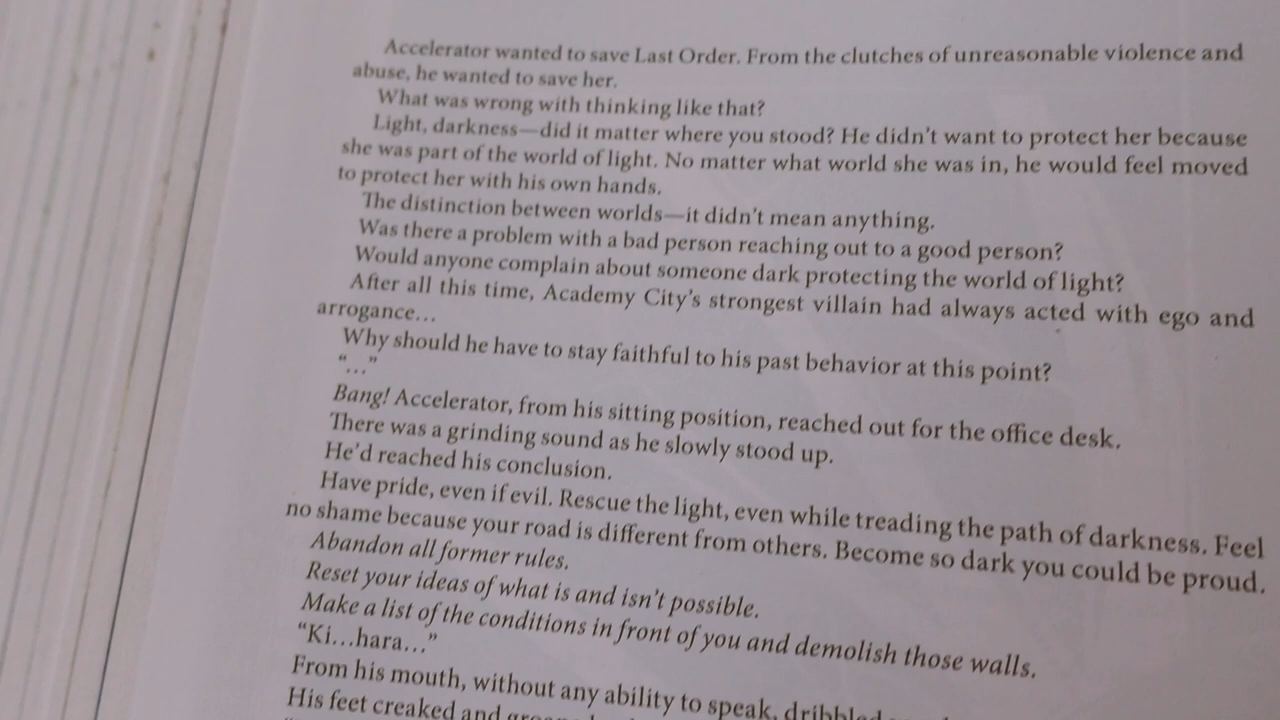 Accelerator wanted to save Last Order. From the clutches of unreasonable violence and
abuse, he wanted to save her.
What was wrong with thinking like that?
Light, darkness—did it matter where you stood? He didn't want to protect her because
she was part of the world of light. No matter what world she was in, he would feel moved
to protect her with his own hands.
The distinction between worlds—it didn't mean anything.
Was there a problem with a bad person reaching out to a good person?
Would anyone complain about someone dark protecting the world of light?
After all this time, Academy City's strongest villain had always acted with ego and
arrogance…
Why should he have to stay faithful to his past behavior at this point?
“…”
Bang! Accelerator, from his sitting position, reached out for the office desk.
There was a grinding sound as he slowly stood up.
He'd reached his conclusion.
Have pride, even if evil. Rescue the light, even while treading the path of darkness. Feel
no shame because your road is different from others. Become so dark you could be proud.
Abandon all former rules.
Reset your ideas of what is and isn't possible.
Make a list of the conditions in front of you and demolish those walls.
“Ki…hara…”
From his mouth, without any ability to speak, dribbled
His feet creaked and